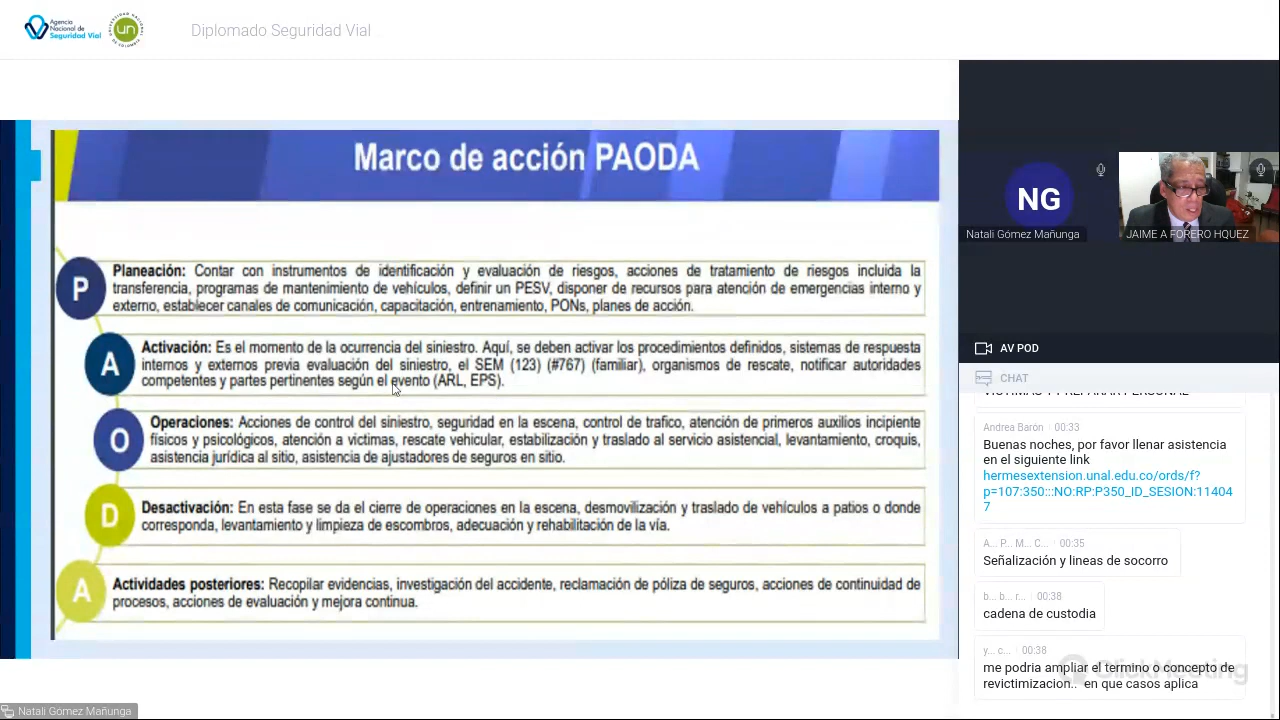 Agencia
Nacional de
Seguridad Vial
un
Diplomado Seguridad Vial
Marco de acción PAODA
P
Planeación: Contar con instrumentos de identificación y evaluación de riesgos, acciones de tratamiento de riesgos incluida la
transferencia, programas de mantenimiento de vehículos, definir un PESV, disponer de recursos para atención de emergencias interno y
externo, establecer canales de comunicación, capacitación, entrenamiento, PONs, planes de acción.
A
Activación: Es el momento de la ocurrencia del siniestro. Aquí, se deben activar los procedimientos definidos, sistemas de respuesta
internos y externos previa evaluación del siniestro, el SEM (123) (#767) (familiar), organismos de rescate, notificar autoridades
competentes y partes pertinentes según el evento (ARL, EPS).
O
Operaciones: Acciones de control del siniestro, seguridad en la escena, control de trafico, atención de primeros auxilios incipiente
físicos y psicológicos, atención a victimas, rescate vehicular, estabilización y traslado al servicio asistencial, levantamiento, croquis,
asistencia jurídica al sitio, asistencia de ajustadores de seguros en sitio.
D
Desactivación: En esta fase se da el cierre de operaciones en la escena, desmovilización y traslado de vehículos a patios o donde
corresponda, levantamiento y limpieza de escombros, adecuación y rehabilitación de la vía.
A
Actividades posteriores: Recopilar evidencias, investigación del accidente, reclamación de póliza de seguros, acciones de continuidad de
procesos, acciones de evaluación y mejora continua.
Natali Gómez Mañunga
NG
Natali Gómez Mañunga
JAIME A FORERO HQUEZ
AV POD
CHAT
VICTIMAS Y PREPARAR PERSONAL
Andrea Barón 00:33
Buenas noches, por favor llenar asistencia
en el siguiente link
hermesextension.unal.edu.co/ords/f?
p=107:350:::NO:RP:P350_ID_SESION:11404
7
A... P... M... C... 00:35
Señalización y lineas de socorro
b... b... r... 00:38
cadena de custodia
y... c... 00:38
me podria ampliar el termino o concepto de
revictimizacion.. en que casos aplica
ClickMeeting